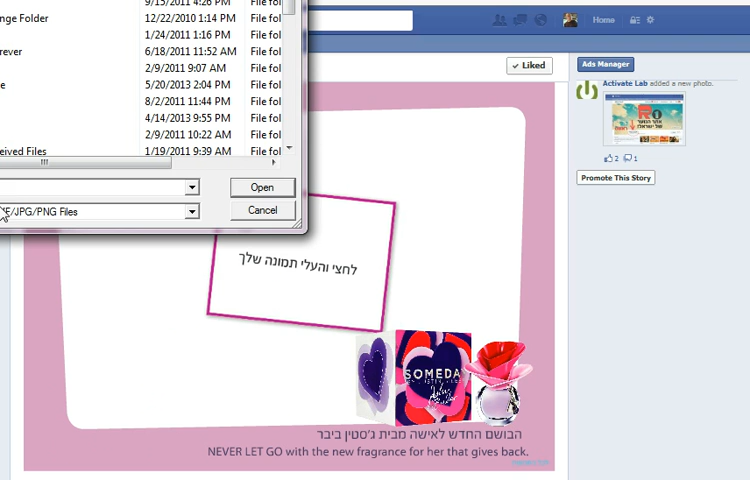 9/15/2011 4:26 PM File fol
nge Folder 12/22/2010 1:14 PM File fol
1/24/2011 1:16 PM File fol
rever 6/18/2011 11:52 AM File fol
2/9/2011 9:07 AM File fol
e 5/20/2013 2:04 PM File fol
8/2/2011 11:44 PM File fol
4/14/2013 9:55 PM File fol
2/9/2011 10:22 AM File fol
ceived Files 1/19/2011 9:39 AM File fol
Open
/JPG/PNG Files
Cancel
Home
Liked
Ads Manager
Activate Lab added a new photo.
2 1
Promote This Story
לחצי והעלי תמונה שלך
SOMEDAY
הבושם החדש לאישה מבית ג'סטין ביבר
NEVER LET GO with the new fragrance for her that gives back.